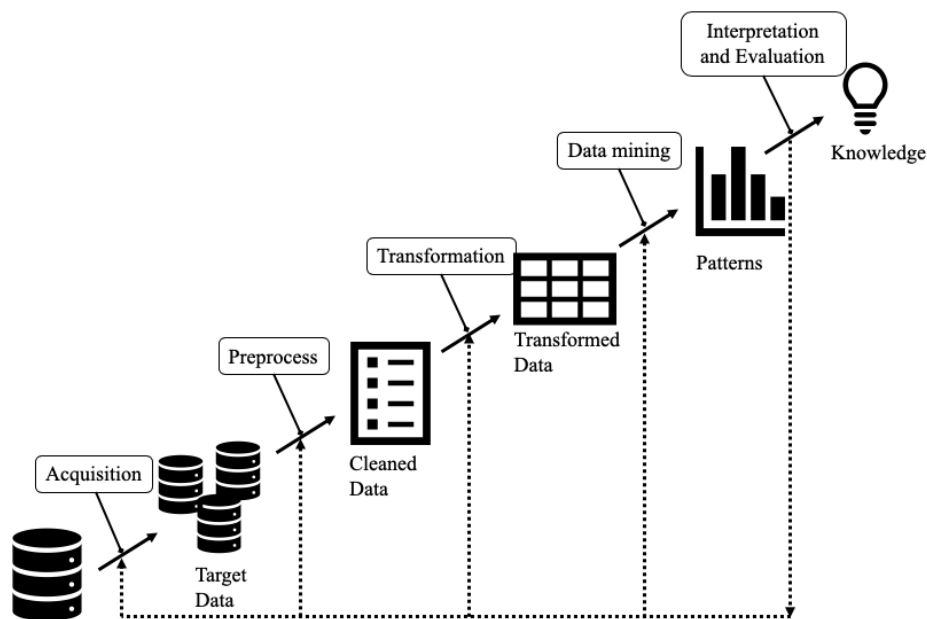 Interpretation
and Evaluation
Knowledge
Data mining
Patterns
Transformation
Transformed
Data
Preprocess
Cleaned
Data
Acquisition
Target
Data